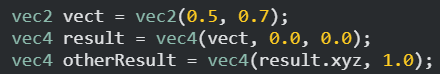 vec2 vect = vec2(0.5, 0.7);
vec4 result = vec4(vect, 0.0, 0.0);
vec4 otherResult = vec4(result.xyz, 1.0);